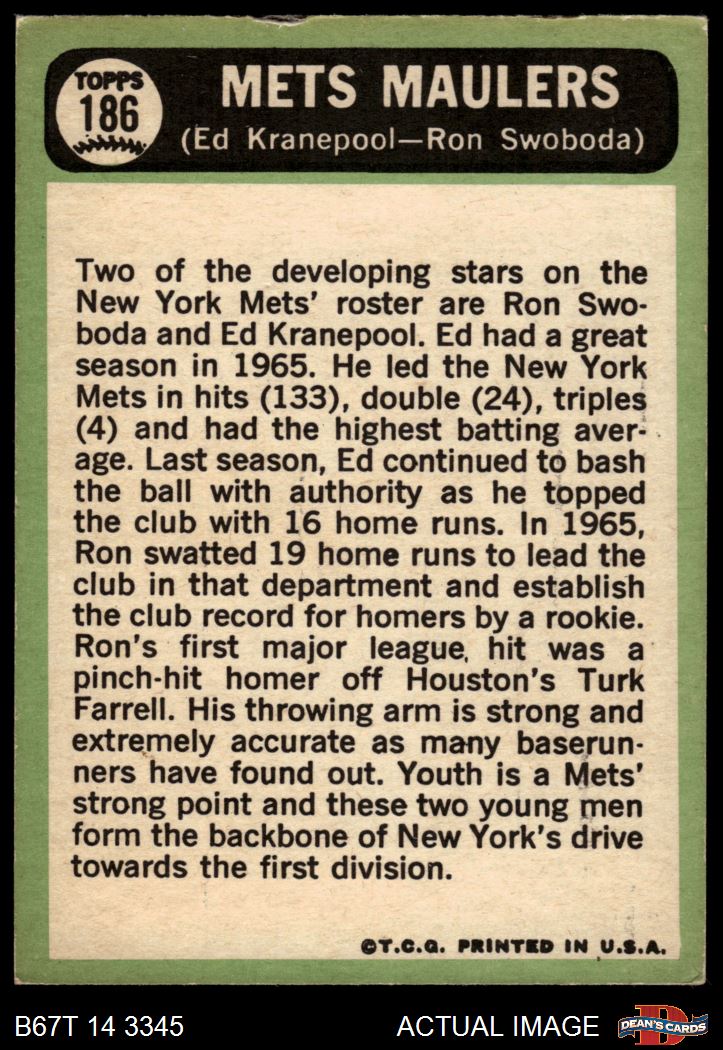 TOPPS
186
METS MAULERS
(Ed Kranepool—Ron Swoboda)
Two of the developing stars on the
New York Mets' roster are Ron Swo-
boda and Ed Kranepool. Ed had a great
season in 1965. He led the New York
Mets in hits (133), double (24), triples
(4) and had the highest batting aver-
age. Last season, Ed continued to bash
the ball with authority as he topped
the club with 16 home runs. In 1965,
Ron swatted 19 home runs to lead the
club in that department and establish
the club record for homers by a rookie.
Ron's first major league hit was a
pinch-hit homer off Houston's Turk
Farrell. His throwing arm is strong and
extremely accurate as many baserun-
ners have found out. Youth is a Mets'
strong point and these two young men
form the backbone of New York's drive
towards the first division.
©T.C.G. PRINTED IN U.S.A.
B67T 14 3345 ACTUAL IMAGE
D
DEAN'S CARDS